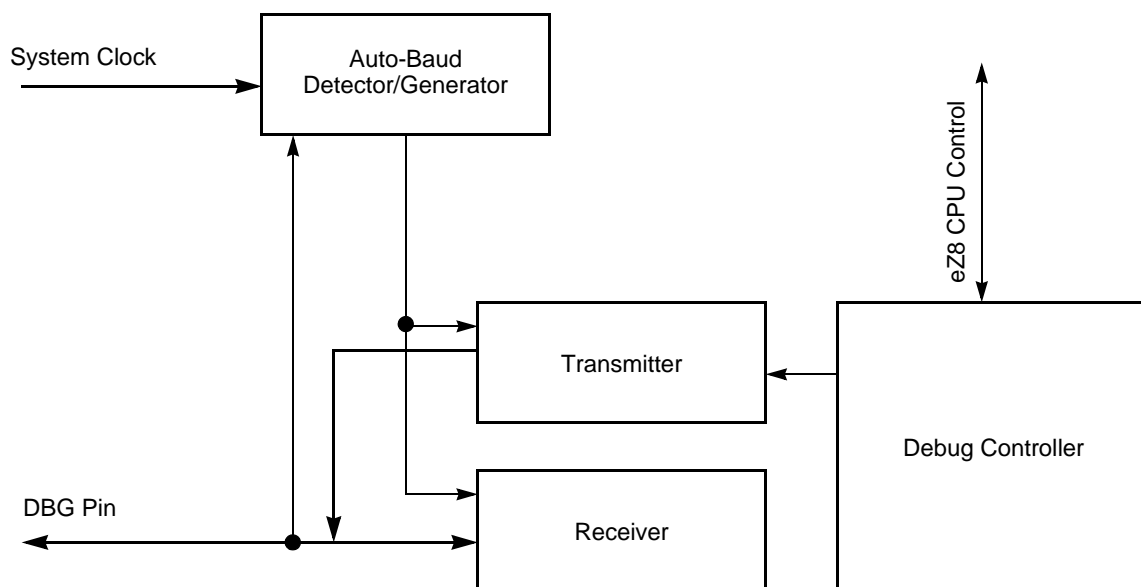 System Clock
Auto-Baud
Detector/Generator
eZ8 CPU Control
Transmitter
Debug Controller
DBG Pin
Receiver